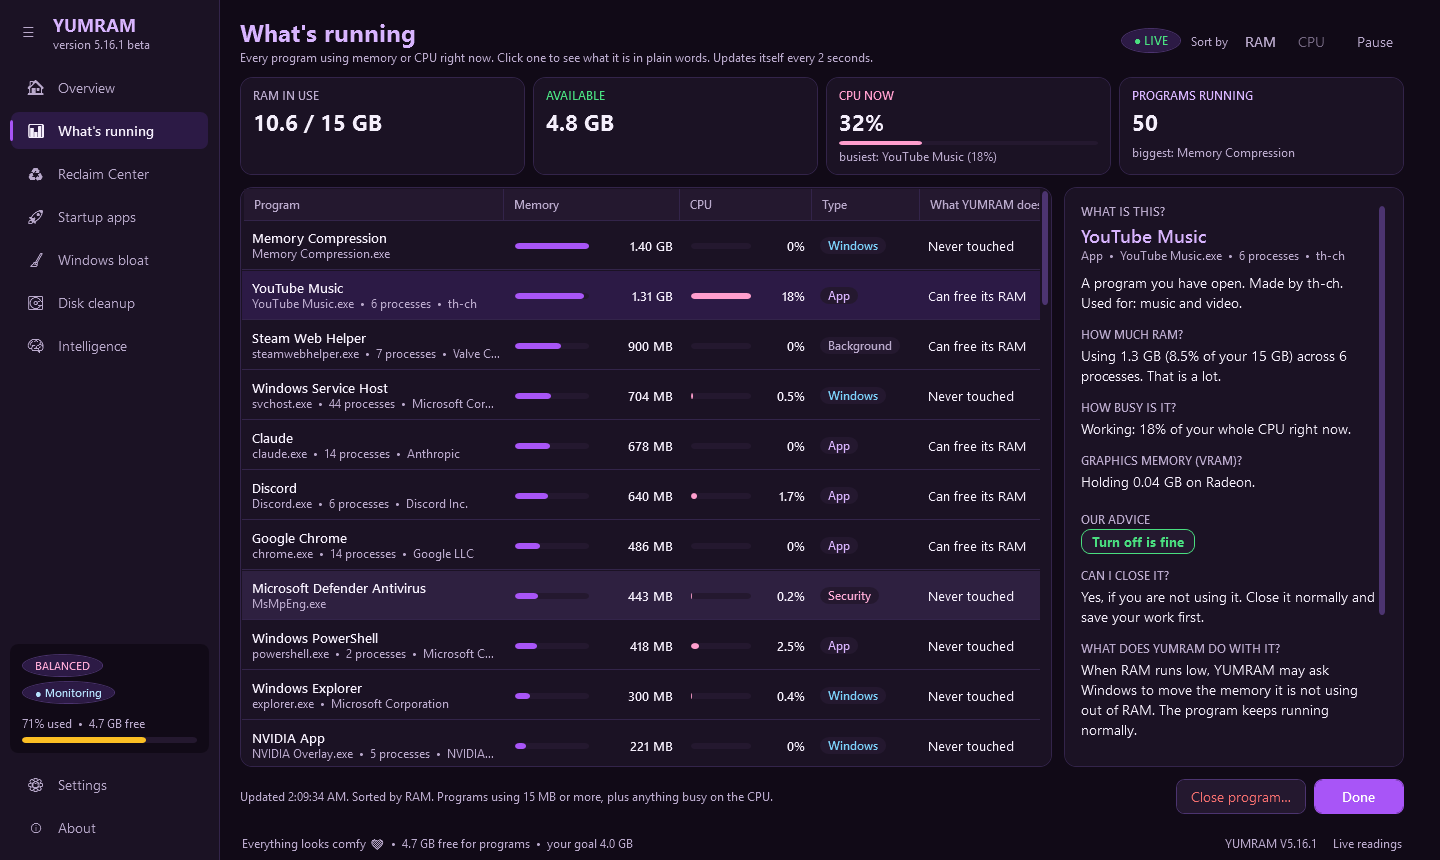 YUMRAM
version 5.16.1 beta
Overview
What's running
Reclaim Center
Startup apps
Windows bloat
Disk cleanup
Intelligence
BALANCED
• Monitoring
71% used • 4.7 GB free
Settings
About
What's running
Every program using memory or CPU right now. Click one to see what it is in plain words. Updates itself every 2 seconds.
• LIVE Sort by RAM CPU Pause
RAM IN USE
10.6 / 15 GB
AVAILABLE
4.8 GB
CPU NOW
32%
busiest: YouTube Music (18%)
PROGRAMS RUNNING
50
biggest: Memory Compression
Program Memory CPU Type What YUMRAM does
Memory Compression 1.40 GB 0% Windows Never touched
Memory Compression.exe
YouTube Music 1.31 GB 18% App Can free its RAM
YouTube Music.exe • 6 processes • th-ch
Steam Web Helper 900 MB 0% Background Can free its RAM
steamwebhelper.exe • 7 processes • Valve C...
Windows Service Host 704 MB 0.5% Windows Never touched
svchost.exe • 44 processes • Microsoft Cor...
Claude 678 MB 0% App Can free its RAM
claude.exe • 14 processes • Anthropic
Discord 640 MB 1.7% App Can free its RAM
Discord.exe • 6 processes • Discord Inc.
Google Chrome 486 MB 0% App Can free its RAM
chrome.exe • 14 processes • Google LLC
Microsoft Defender Antivirus 443 MB 0.2% Security Never touched
MsMpEng.exe
Windows PowerShell 418 MB 2.5% App Never touched
powershell.exe • 2 processes • Microsoft C...
Windows Explorer 300 MB 0.4% Windows Never touched
explorer.exe • Microsoft Corporation
NVIDIA App 221 MB 0% Windows Never touched
NVIDIA Overlay.exe • 5 processes • NVIDIA...
WHAT IS THIS?
YouTube Music
App • YouTube Music.exe • 6 processes • th-ch
A program you have open. Made by th-ch.
Used for: music and video.
HOW MUCH RAM?
Using 1.3 GB (8.5% of your 15 GB) across 6
processes. That is a lot.
HOW BUSY IS IT?
Working: 18% of your whole CPU right now.
GRAPHICS MEMORY (VRAM)?
Holding 0.04 GB on Radeon.
OUR ADVICE
Turn off is fine
CAN I CLOSE IT?
Yes, if you are not using it. Close it normally and
save your work first.
WHAT DOES YUMRAM DO WITH IT?
When RAM runs low, YUMRAM may ask
Windows to move the memory it is not using
out of RAM. The program keeps running
normally.
Updated 2:09:34 AM. Sorted by RAM. Programs using 15 MB or more, plus anything busy on the CPU.
Close program... Done
Everything looks comfy 💜 • 4.7 GB free for programs • your goal 4.0 GB
YUMRAM V5.16.1 Live readings